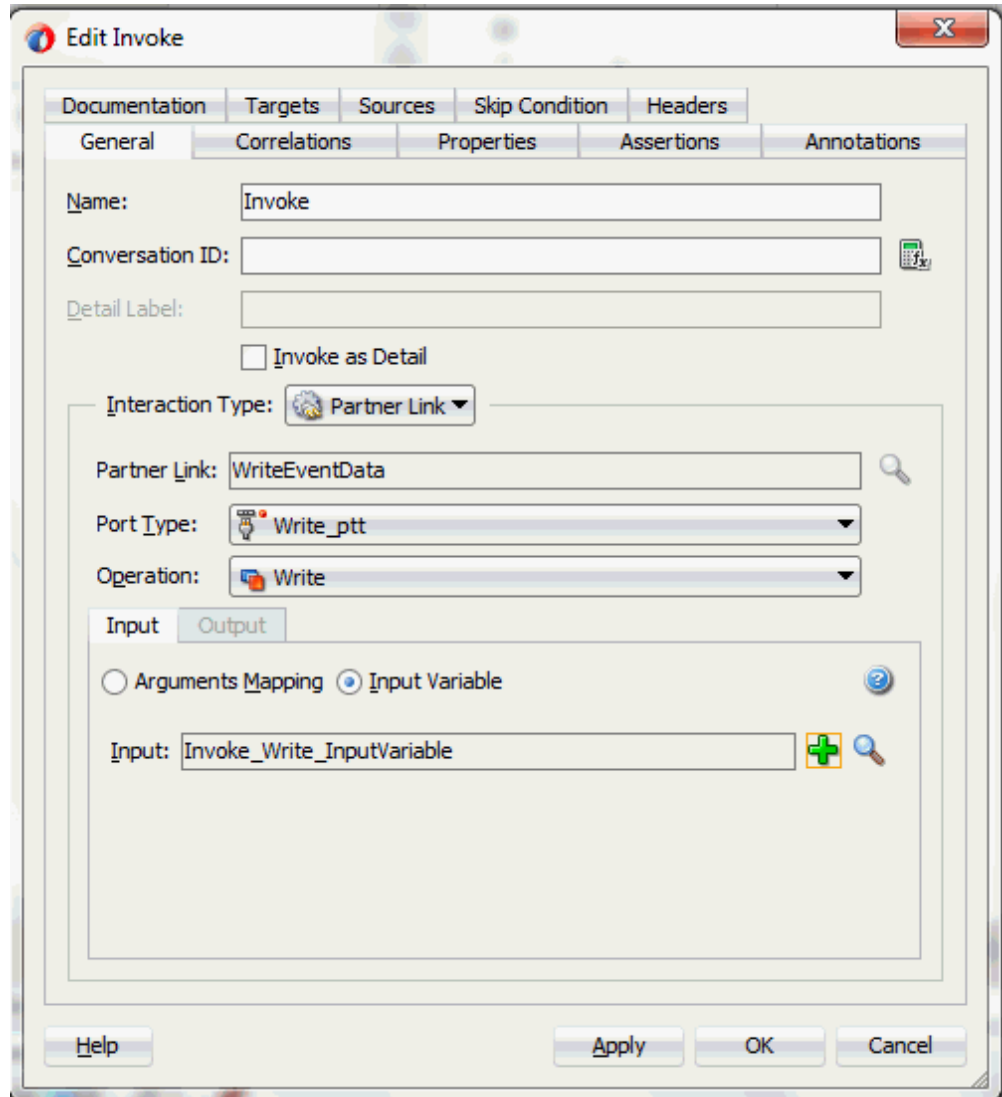 Edit Invoke
Documentation Targets Sources Skip Condition Headers
General Correlations Properties Assertions Annotations
Name: Invoke
Conversation ID:
Detail Label:
Invoke as Detail
Interaction Type: Partner Link
Partner Link: WriteEventData
Port Type: Write_ptt
Operation: Write
Input Output
Arguments Mapping Input Variable
Input: Invoke_Write_InputVariable
Help Apply OK Cancel